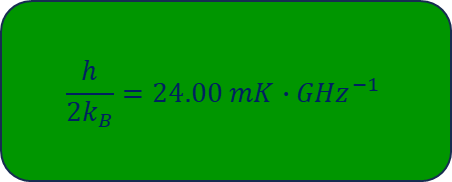 h/2k_B = 24.00 mK · GHz⁻¹